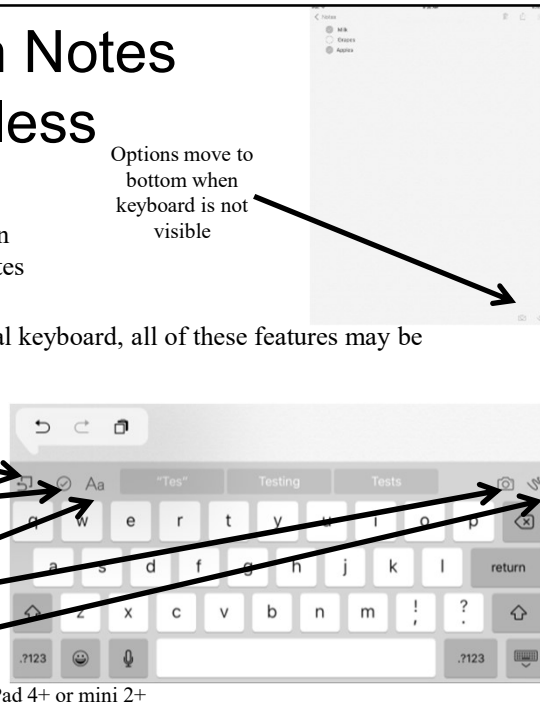 Notes
n Notes
Milk
Grapes
Apples
less
Options move to
bottom when
keyboard is not
visible
n
tes
al keyboard, all of these features may be
Aa "Tes" Testing Tests
q w e r t y u i o p
a s d f g h j k l return
z x c v b n m ! , ? .
.?123 .?123
Pad 4+ or mini 2+